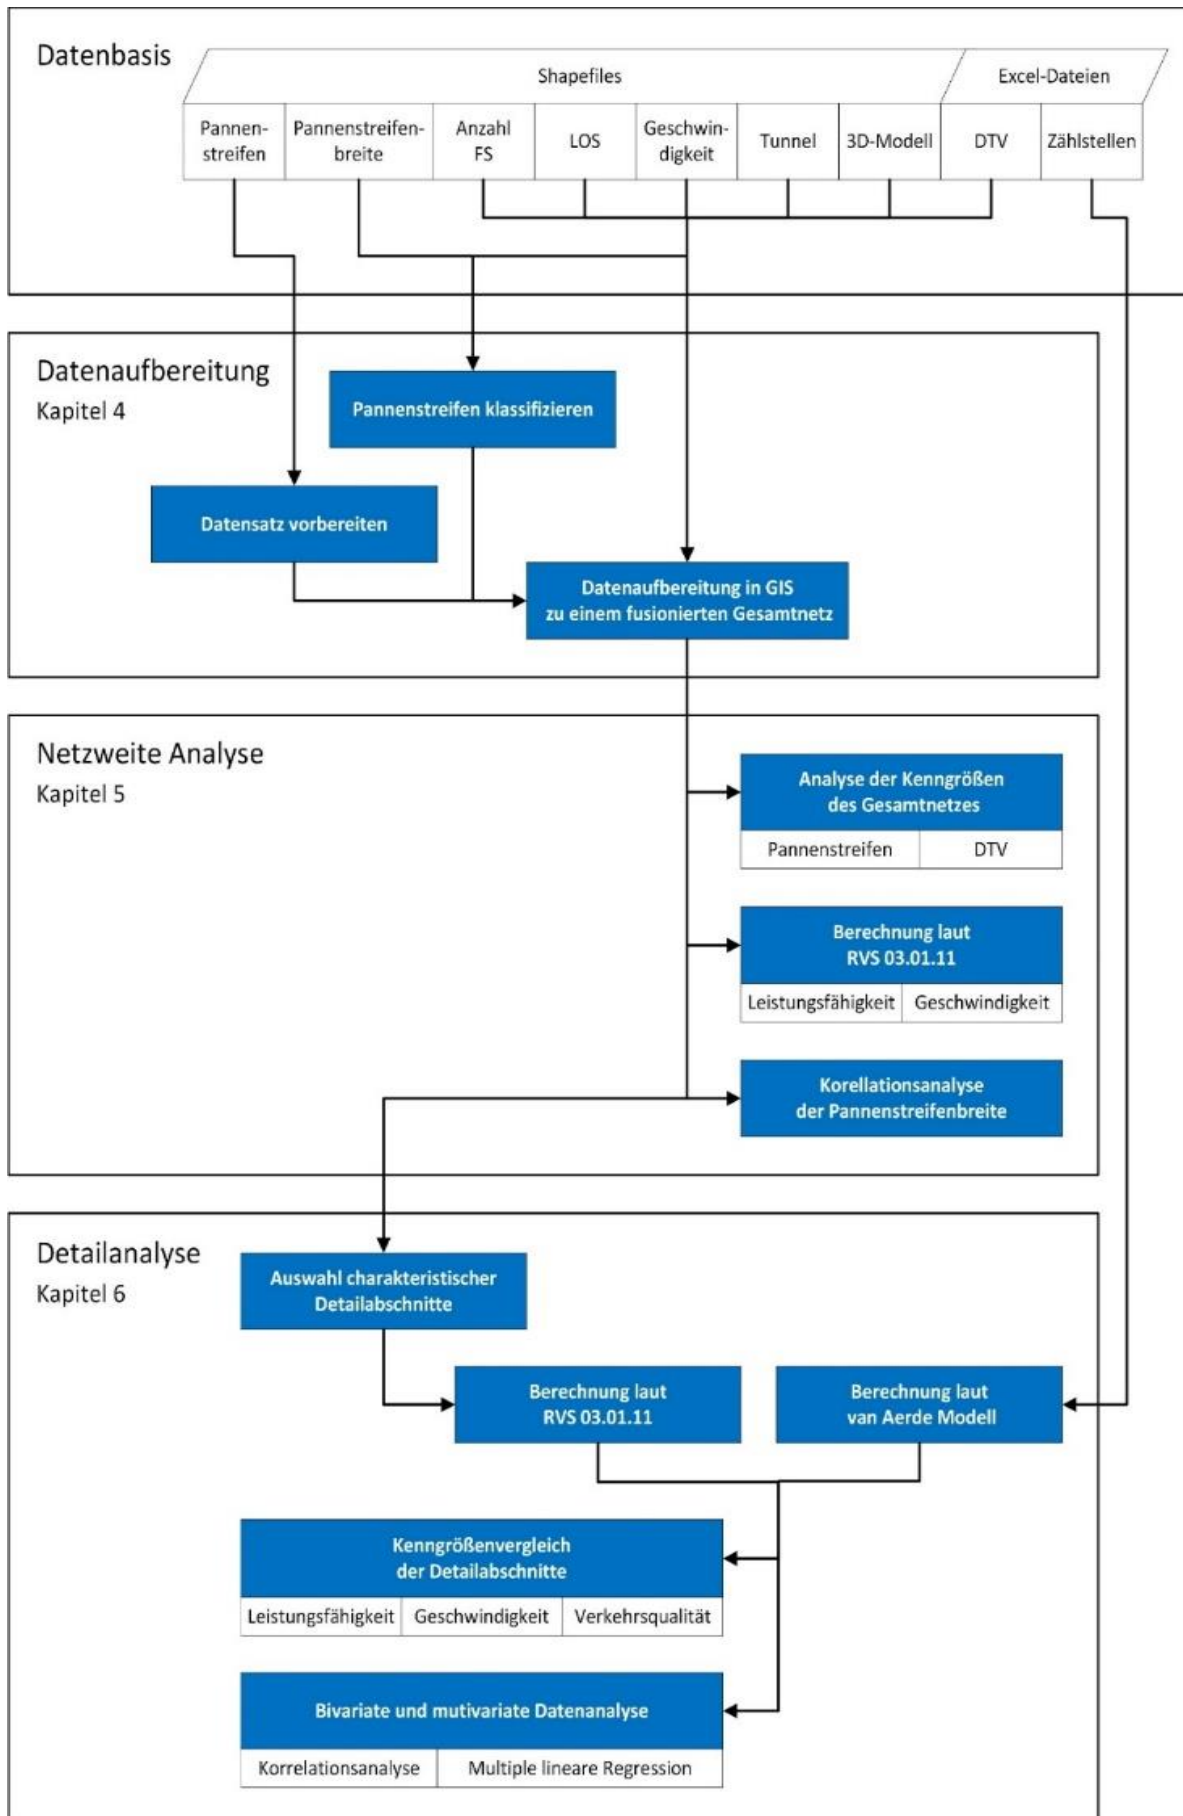 Datenbasis
Shapefiles
Excel-Dateien
Pannen-
streifen
Pannenstreifen-
breite
Anzahl
FS
LOS
Geschwin-
digkeit
Tunnel
3D-Modell
DTV
Zählstellen
Datenaufbereitung
Kapitel 4
Pannenstreifen klassifizieren
Datensatz vorbereiten
Datenaufbereitung in GIS
zu einem fusionierten Gesamtnetz
Netzweite Analyse
Kapitel 5
Analyse der Kenngrößen
des Gesamtnetzes
Pannenstreifen
DTV
Berechnung laut
RVS 03.01.11
Leistungsfähigkeit
Geschwindigkeit
Korellationsanalyse
der Pannenstreifenbreite
Detailanalyse
Kapitel 6
Auswahl charakteristischer
Detailabschnitte
Berechnung laut
RVS 03.01.11
Berechnung laut
van Aerde Modell
Kenngrößenvergleich
der Detailabschnitte
Leistungsfähigkeit
Geschwindigkeit
Verkehrsqualität
Bivariate und mutivariate Datenanalyse
Korrelationsanalyse
Multiple lineare Regression